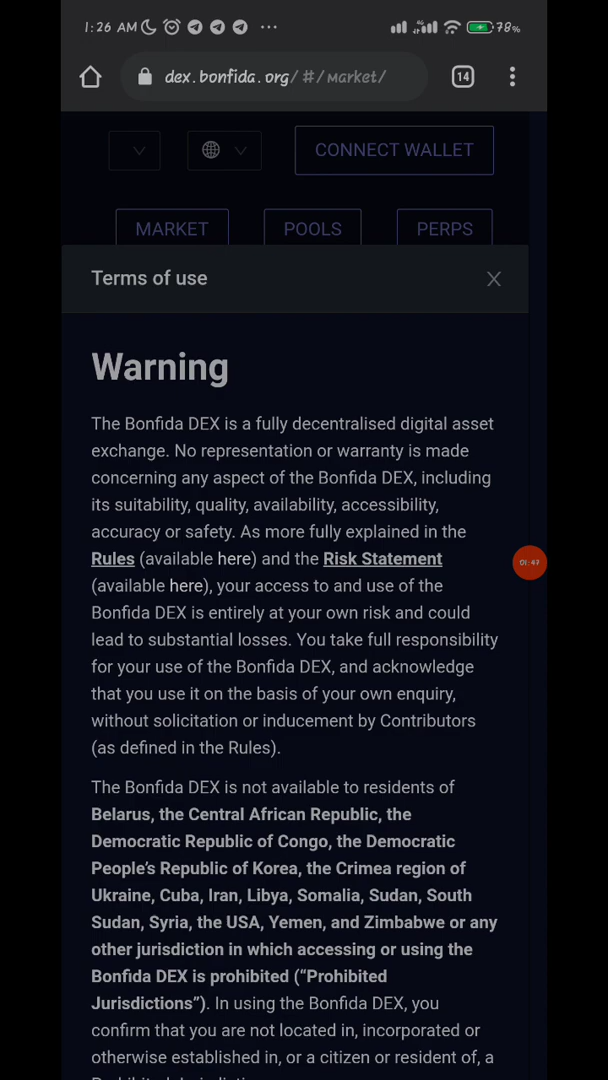 1:26 AM ... 78%
dex.bonfida.org/#/market/ 14
CONNECT WALLET
MARKET POOLS PERPS
Terms of use
Warning
The Bonfida DEX is a fully decentralised digital asset
exchange. No representation or warranty is made
concerning any aspect of the Bonfida DEX, including
its suitability, quality, availability, accessibility,
accuracy or safety. As more fully explained in the
Rules (available here) and the Risk Statement
01:47
(available here), your access to and use of the
Bonfida DEX is entirely at your own risk and could
lead to substantial losses. You take full responsibility
for your use of the Bonfida DEX, and acknowledge
that you use it on the basis of your own enquiry,
without solicitation or inducement by Contributors
(as defined in the Rules).
The Bonfida DEX is not available to residents of
Belarus, the Central African Republic, the
Democratic Republic of Congo, the Democratic
People’s Republic of Korea, the Crimea region of
Ukraine, Cuba, Iran, Libya, Somalia, Sudan, South
Sudan, Syria, the USA, Yemen, and Zimbabwe or any
other jurisdiction in which accessing or using the
Bonfida DEX is prohibited (“Prohibited
Jurisdictions”). In using the Bonfida DEX, you
confirm that you are not located in, incorporated or
otherwise established in, or a citizen or resident of, a